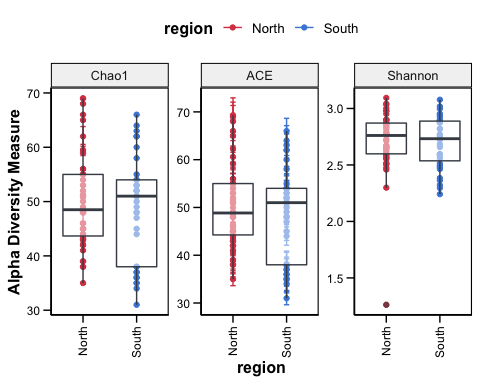 region North South
Chao1 ACE Shannon
Alpha Diversity Measure
70
60
50
40
30
70
60
50
40
30
3.0
2.5
2.0
1.5
North South North South North South
region